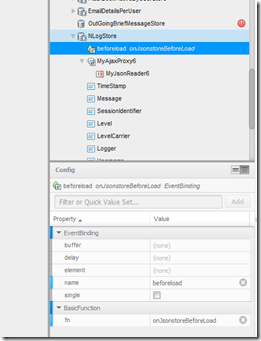 EmailDetailsPerUser
OutGoingBriefMessageStore
NLogStore
beforeload onJsonstoreBeforeLoad
MyAjaxProxy6
MyJsonReader6
TimeStamp
Message
SessionIdentifier
Level
LevelCarrier
Logger
Config
beforeload onJsonstoreBeforeLoad EventBinding
Filter or Quick Value Set...
Add
Property Value
EventBinding
buffer (none)
delay (none)
element (none)
name beforeload
single
BasicFunction
fn onJsonstoreBeforeLoad